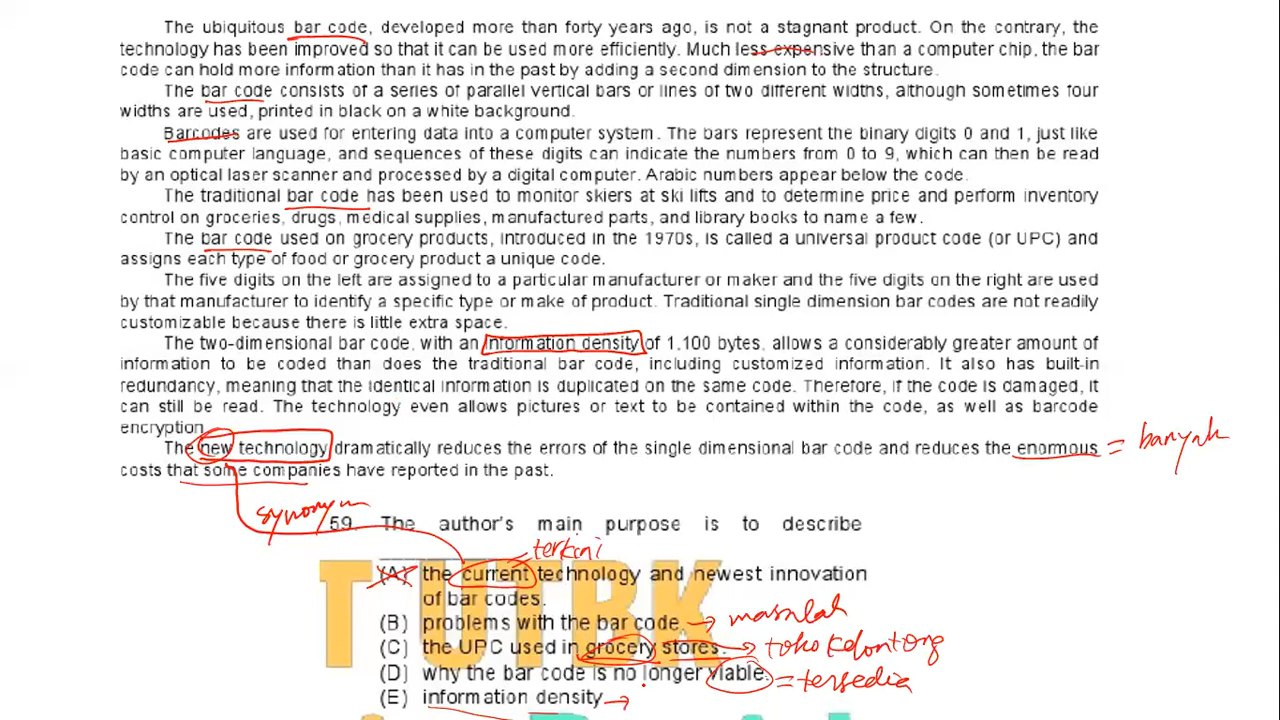 The ubiquitous bar code, developed more than forty years ago, is not a stagnant product. On the contrary, the
technology has been improved so that it can be used more efficiently. Much less expensive than a computer chip, the bar
code can hold more information than it has in the past by adding a second dimension to the structure.
The bar code consists of a series of parallel vertical bars or lines of two different widths, although sometimes four
widths are used, printed in black on a white background.
Barcodes are used for entering data into a computer system. The bars represent the binary digits 0 and 1, just like
basic computer language, and sequences of these digits can indicate the numbers from 0 to 9, which can then be read
by an optical laser scanner and processed by a digital computer. Arabic numbers appear below the code.
The traditional bar code has been used to monitor skiers at ski lifts and to determine price and perform inventory
control on groceries, drugs, medical supplies, manufactured parts, and library books to name a few.
The bar code used on grocery products, introduced in the 1970s, is called a universal product code (or UPC) and
assigns each type of food or grocery product a unique code.
The five digits on the left are assigned to a particular manufacturer or maker and the five digits on the right are used
by that manufacturer to identify a specific type or make of product. Traditional single dimension bar codes are not readily
customizable because there is little extra space.
The two-dimensional bar code, with an information density of 1,100 bytes, allows a considerably greater amount of
information to be coded than does the traditional bar code, including customized information. It also has built-in
redundancy, meaning that the identical information is duplicated on the same code. Therefore, if the code is damaged, it
can still be read. The technology even allows pictures or text to be contained within the code, as well as barcode
encryption.
The new technology dramatically reduces the errors of the single dimensional bar code and reduces the enormous = banyak
costs that some companies have reported in the past.
synonym
59. The author's main purpose is to describe
terkini
(A) the current technology and newest innovation
of bar codes.
(B) problems with the bar code. → masalah
(C) the UPC used in grocery stores. → toko kelontong
(D) why the bar code is no longer viable. = tersedia
(E) information density →
T UTBK